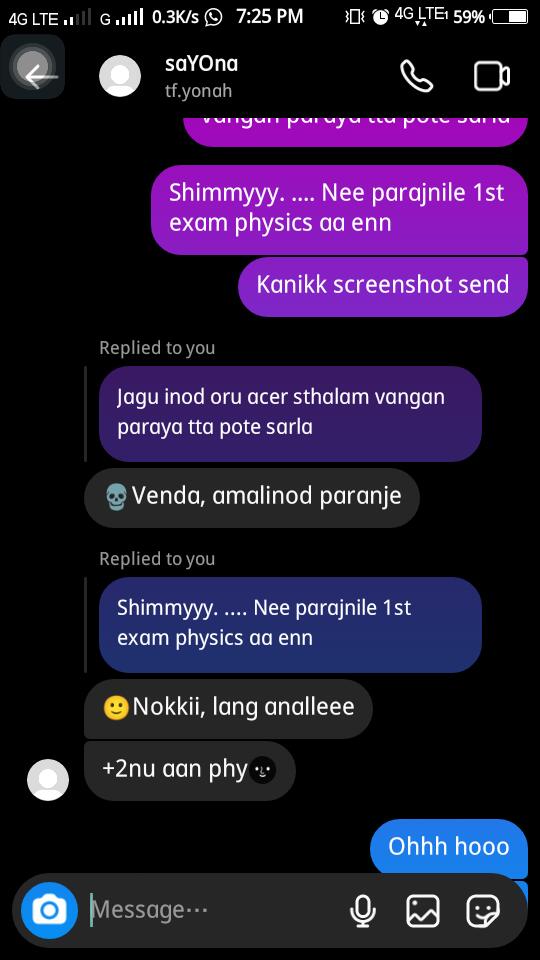 4G LTE G 0.3K/s 7:25 PM 4G LTE 59%
saYOna
tf.yonah
vangan paraya tta pote sarla
Shimmyyy. .... Nee parajnile 1st
exam physics aa enn
Kanikk screenshot send
Replied to you
Jagu inod oru acer sthalam vangan
paraya tta pote sarla
💀Venda, amalinod paranje
Replied to you
Shimmyyy. .... Nee parajnile 1st
exam physics aa enn
🙂Nokkii, lang analleee
+2nu aan phy🌚
Ohhh hooo
Message...